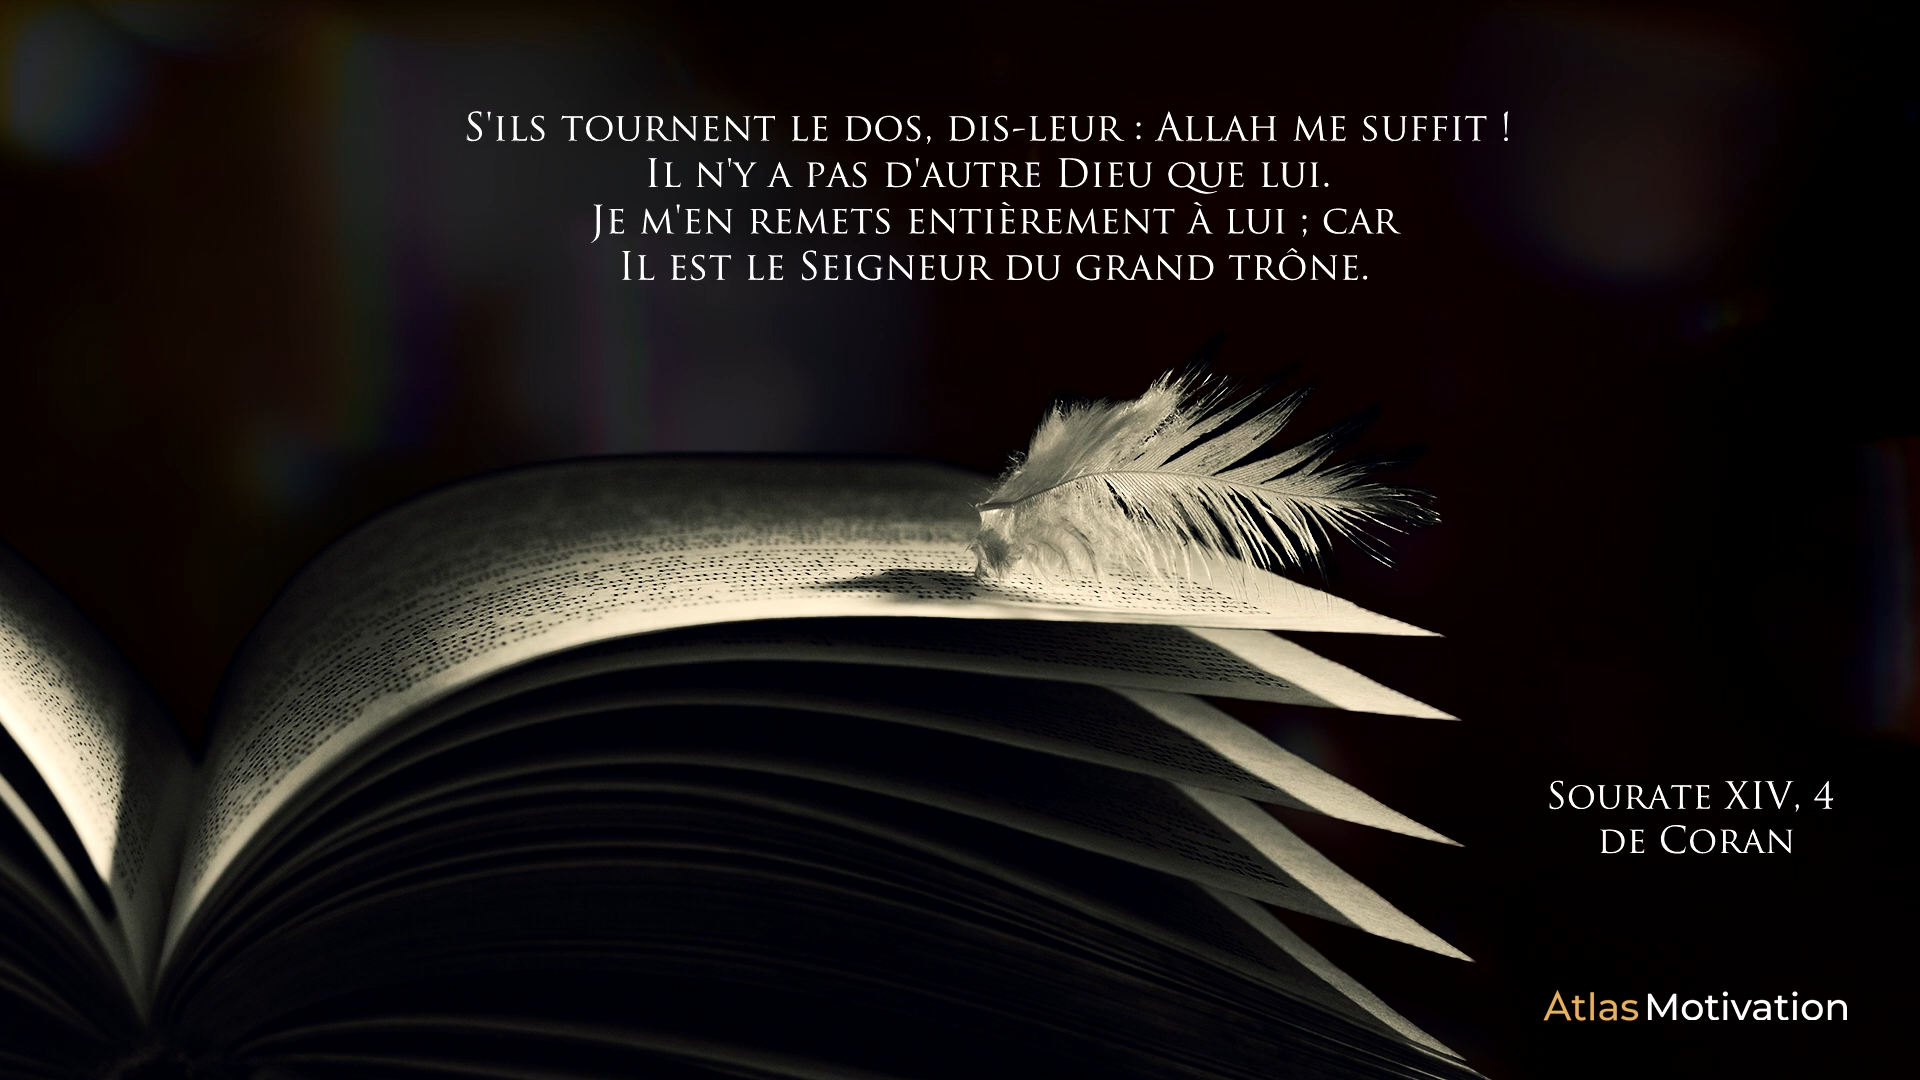 S'ils tournent le dos, dis-leur : Allah me suffit !
Il n'y a pas d'autre Dieu que lui.
Je m'en remets entièrement à lui ; car
Il est le Seigneur du grand trône.
Sourate XIV, 4
de Coran
Atlas Motivation